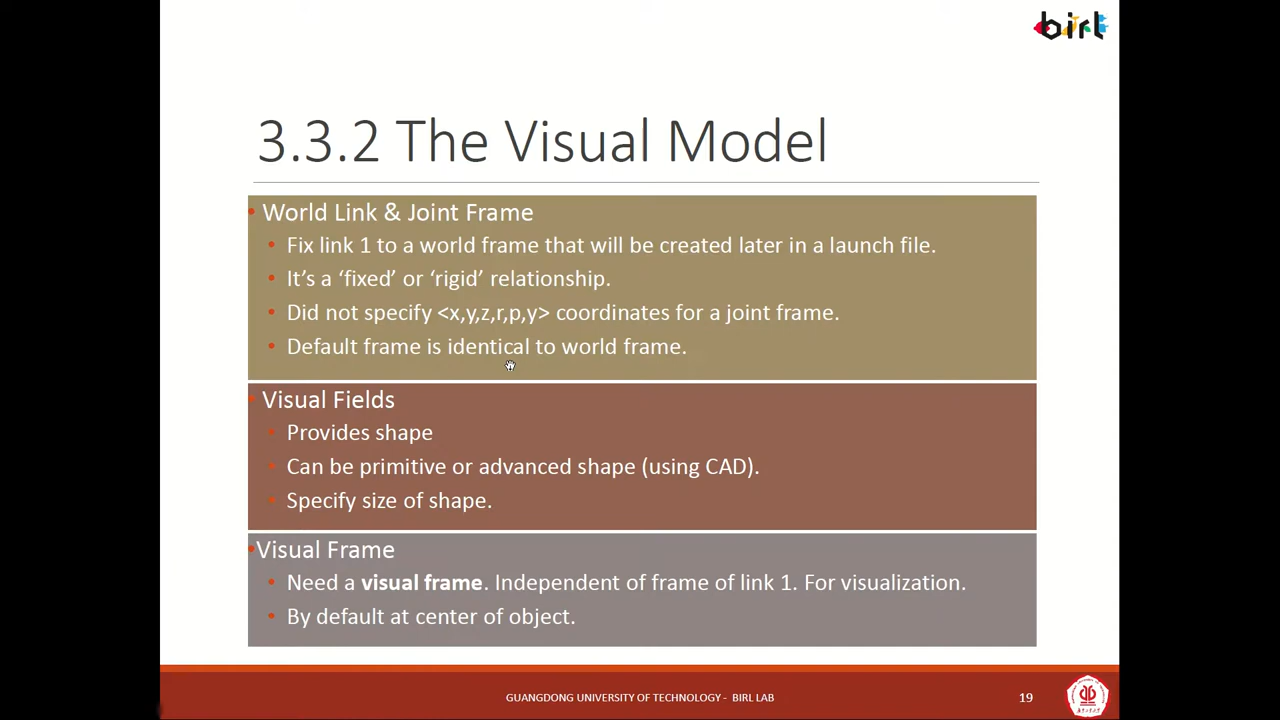 birl
3.3.2 The Visual Model
• World Link & Joint Frame
• Fix link 1 to a world frame that will be created later in a launch file.
• It’s a ‘fixed’ or ‘rigid’ relationship.
• Did not specify <x,y,z,r,p,y> coordinates for a joint frame.
• Default frame is identical to world frame.
• Visual Fields
• Provides shape
• Can be primitive or advanced shape (using CAD).
• Specify size of shape.
•Visual Frame
• Need a visual frame. Independent of frame of link 1. For visualization.
• By default at center of object.
GUANGDONG UNIVERSITY OF TECHNOLOGY - BIRL LAB
19